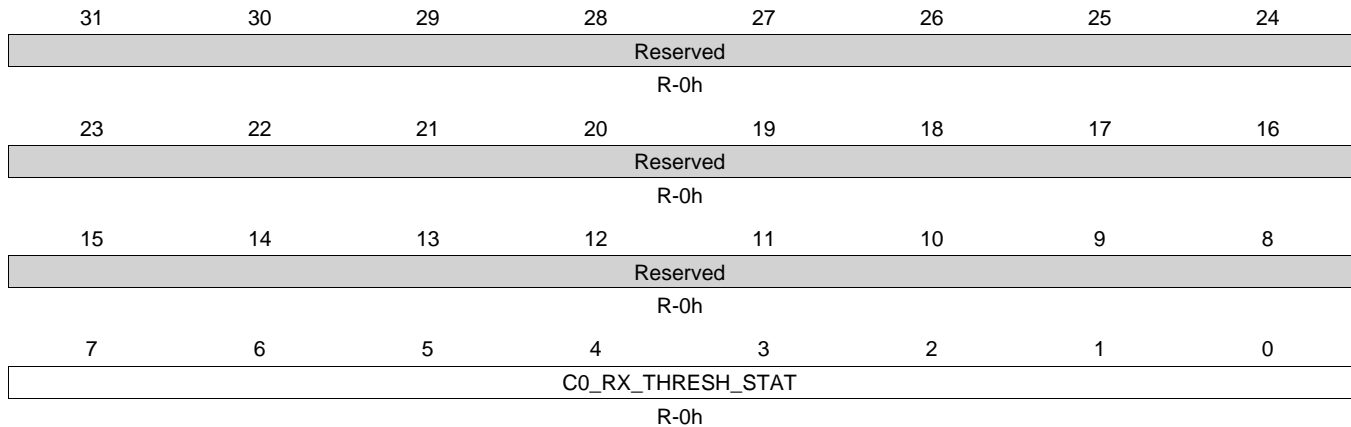 31 30 29 28 27 26 25 24
Reserved
R-0h
23 22 21 20 19 18 17 16
Reserved
R-0h
15 14 13 12 11 10 9 8
Reserved
R-0h
7 6 5 4 3 2 1 0
C0_RX_THRESH_STAT
R-0h